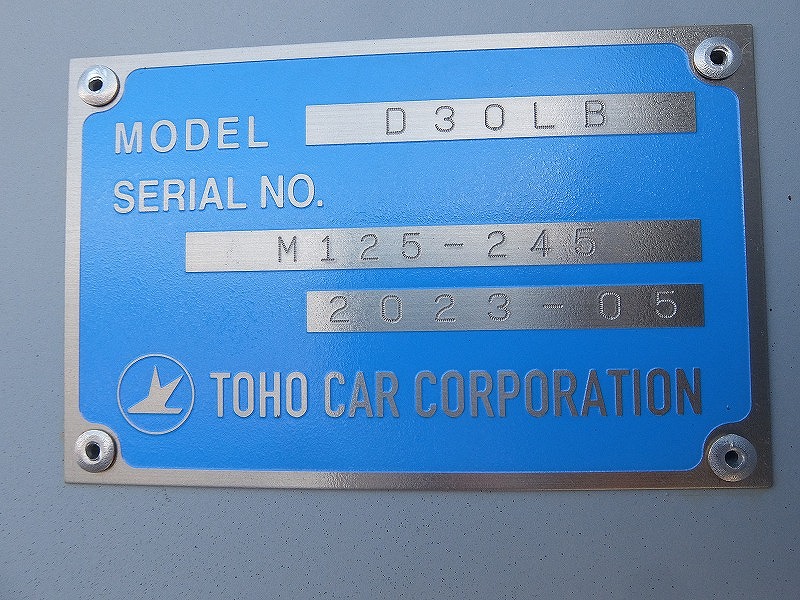 MODEL D30LB
SERIAL NO.
M125-245
2023-05
TOHO CAR CORPORATION